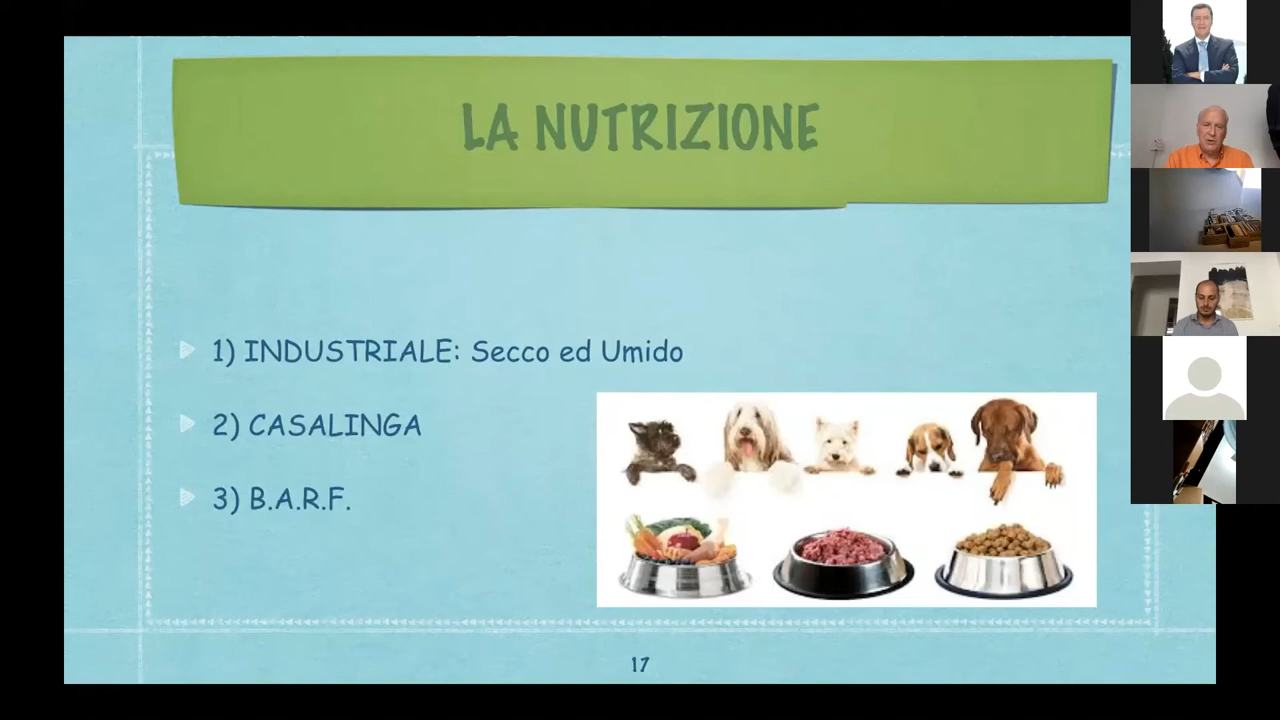 LA NUTRIZIONE
1) INDUSTRIALE: Secco ed Umido
2) CASALINGA
3) B.A.R.F.
17